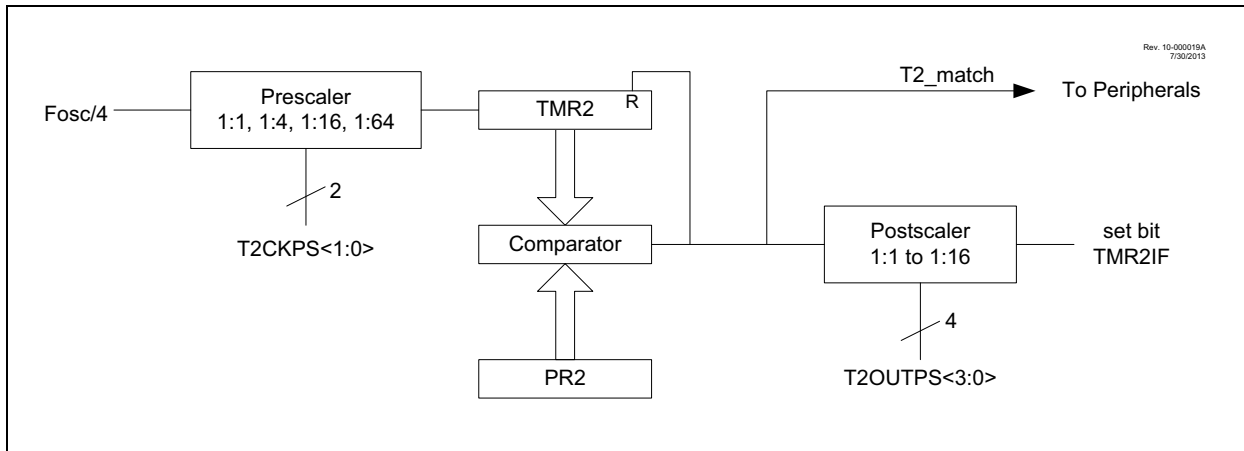 Rev. 10-000019A
7/30/2013
Fosc/4
Prescaler
1:1, 1:4, 1:16, 1:64
2
T2CKPS<1:0>
TMR2
R
Comparator
PR2
T2_match
To Peripherals
Postscaler
1:1 to 1:16
4
T2OUTPS<3:0>
set bit
TMR2IF